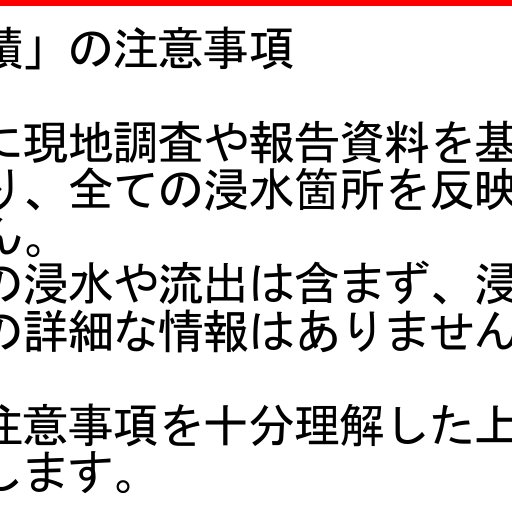 績」の注意事項
に現地調査や報告資料を基
り、全ての浸水箇所を反映
ん。
の浸水や流出は含まず、浸
の詳細な情報はありません
注意事項を十分理解した上
します。